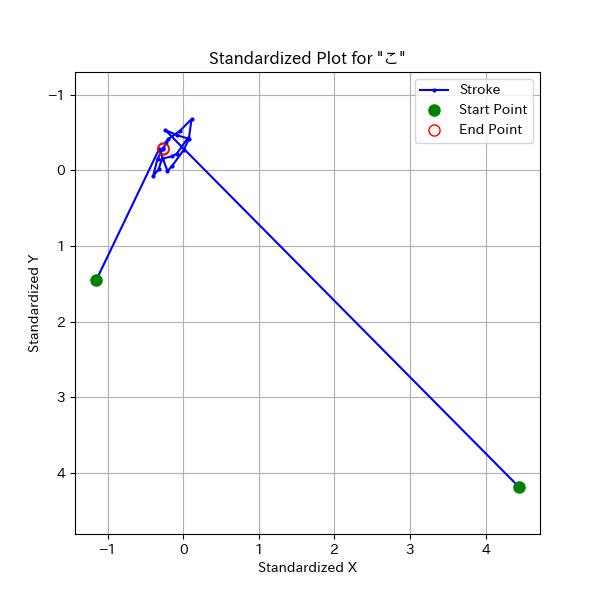 Standardized Plot for "こ"
Stroke
Start Point
End Point
−1
0
1
2
3
4
Standardized Y
−1 0 1 2 3 4
Standardized X